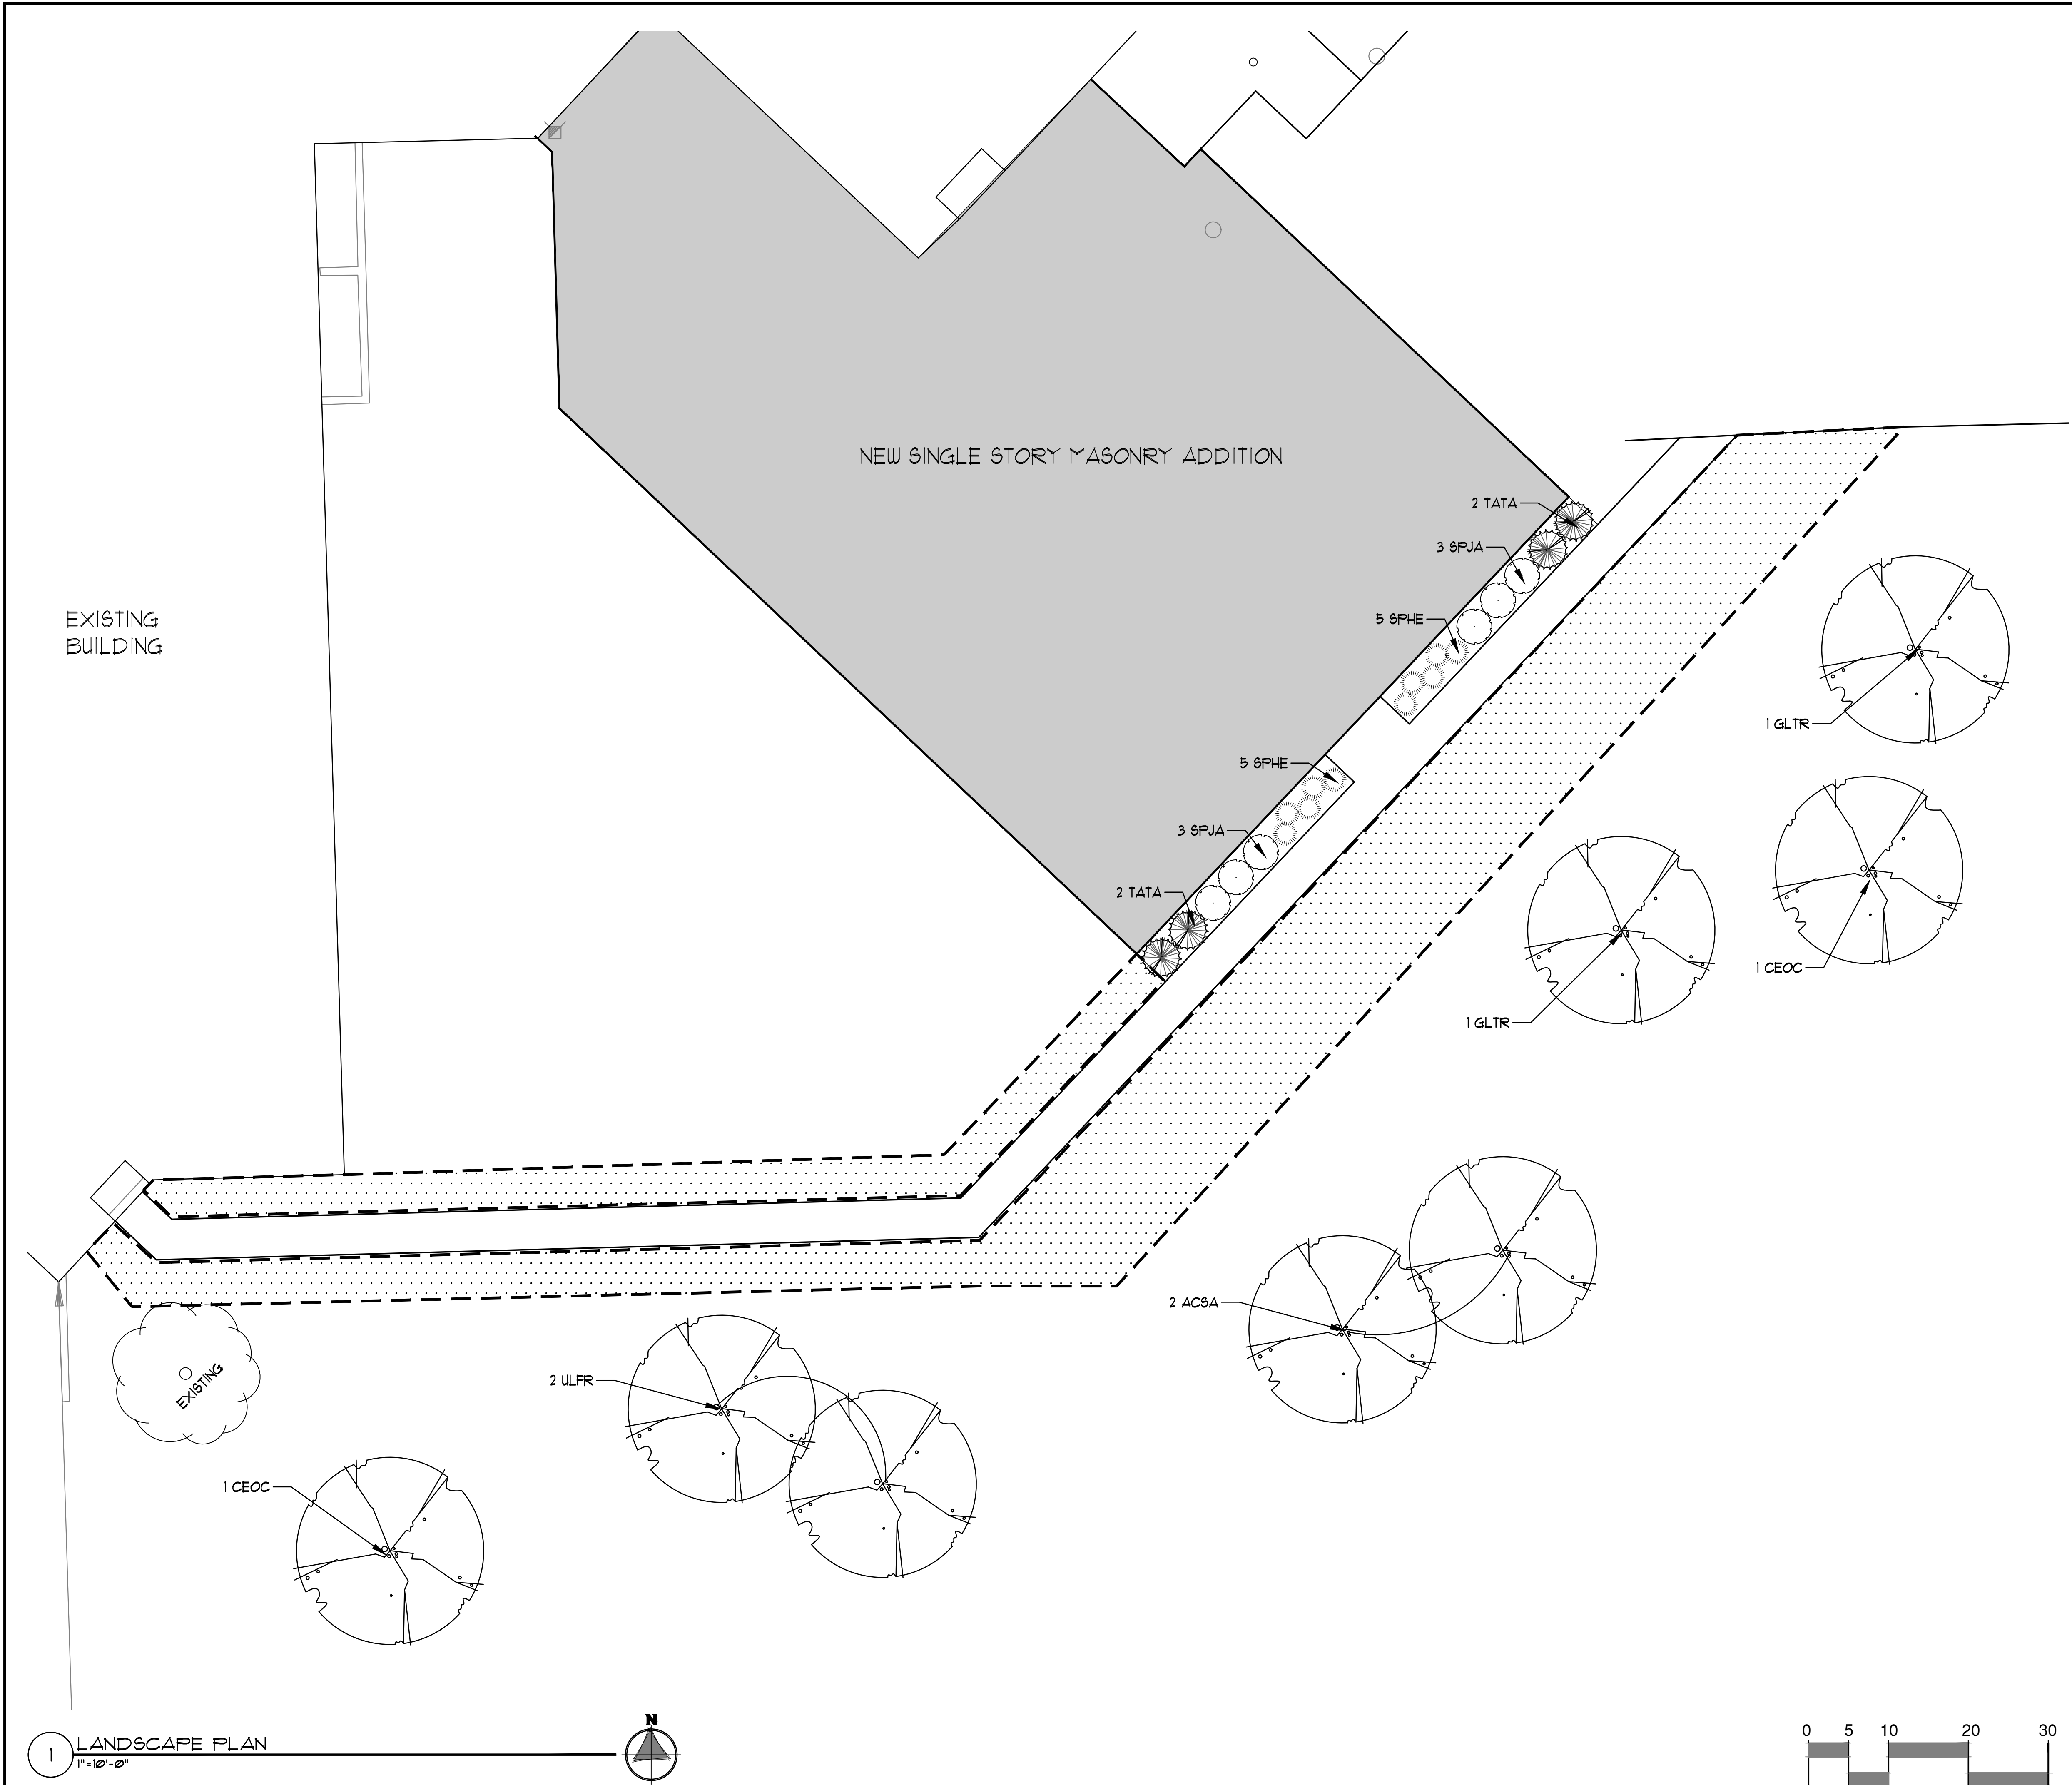 NEW SINGLE STORY MASONRY ADDITION
2 TATA
3 SPJA
5 SPHE
EXISTING
BUILDING
1 GLTR
5 SPHE
3 SPJA
2 TATA
1 CEOC
1 GLTR
2 ACSA
2 ULFR
EXISTING
1 CEOC
N
1
LANDSCAPE PLAN
1"=10'-0"
0 5 10 20 30